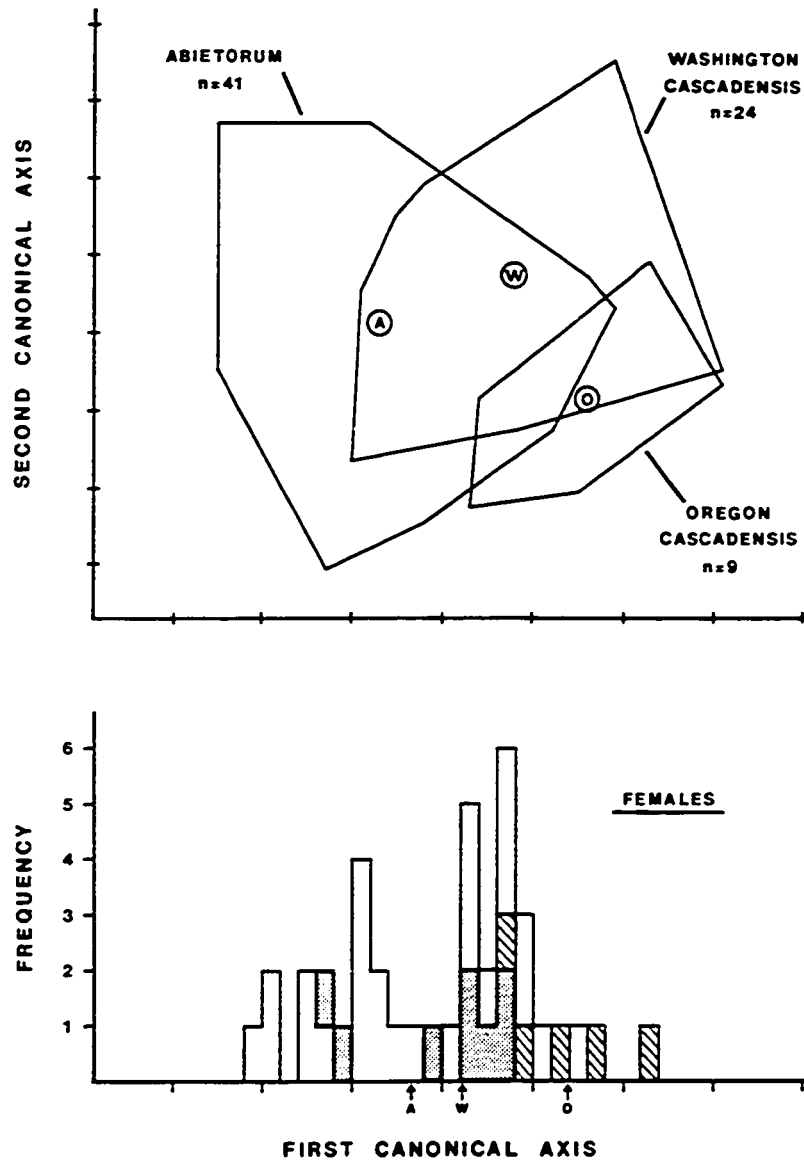 ABIETORUM
n=41
WASHINGTON
CASCADENSIS
n=24
SECOND CANONICAL AXIS
A
W
O
OREGON
CASCADENSIS
n=9
FREQUENCY
6
5
4
3
2
1
FEMALES
A
W
O
FIRST CANONICAL AXIS